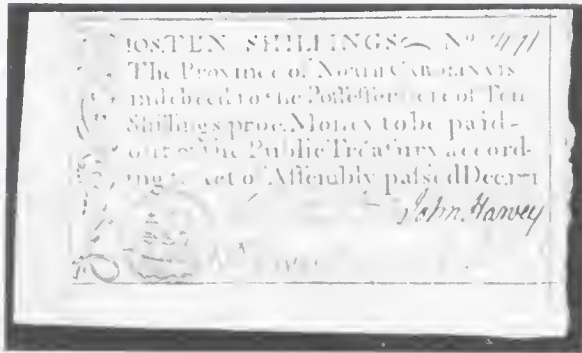 10S. TEN SHILLINGS No
The Province of North CAROLINA is
indebted to the Poſſeſſor hereof Ten
Shillings proc. Money to be paid
out of the Public Treaſury accord-
ing to Act of Aſſembly paſsed Decem
John Harvey